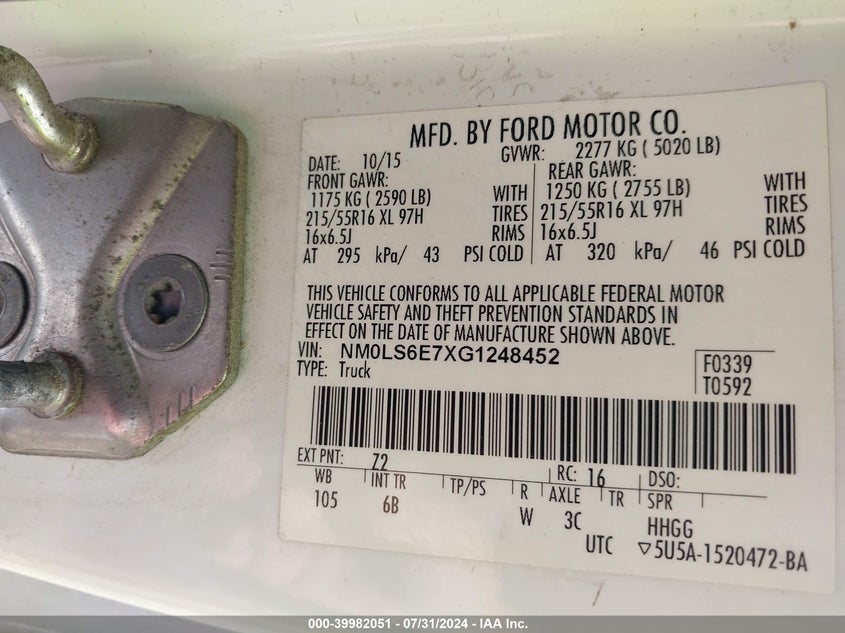 MFD. BY FORD MOTOR CO.
DATE: 10/15 GVWR: 2277 KG ( 5020 LB)
FRONT GAWR: REAR GAWR:
1175 KG ( 2590 LB) WITH 1250 KG ( 2755 LB) WITH
215/55R16 XL 97H TIRES 215/55R16 XL 97H TIRES
16x6.5J RIMS 16x6.5J RIMS
AT 295 kPa/ 43 PSI COLD AT 320 kPa/ 46 PSI COLD
THIS VEHICLE CONFORMS TO ALL APPLICABLE FEDERAL MOTOR
VEHICLE SAFETY AND THEFT PREVENTION STANDARDS IN
EFFECT ON THE DATE OF MANUFACTURE SHOWN ABOVE.
VIN: NM0LS6E7XG1248452 F0339
TYPE: Truck T0592
EXT PNT: Z2 RC: 16 DSO:
WB INT TR TP/PS R AXLE TR SPR
105 6B W 3C HHGG
UTC ▽5U5A-1520472-BA
000-39982051 - 07/31/2024 - IAA Inc.